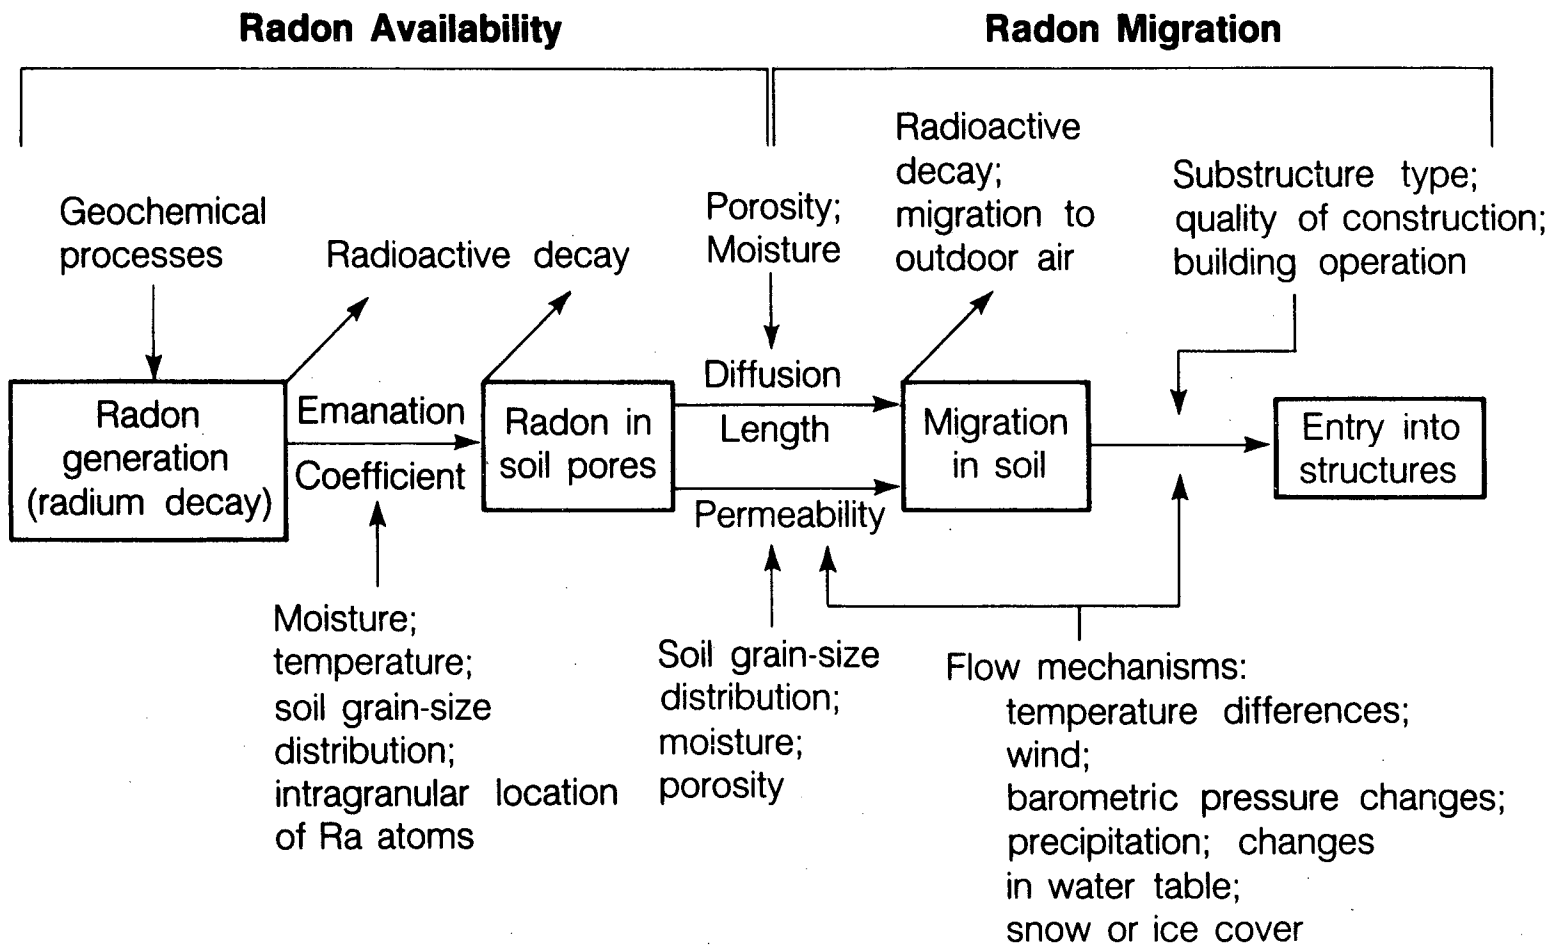 Radon Availability
Radon Migration
Geochemical
processes
Radioactive decay
Porosity;
Moisture
Radioactive
decay;
migration to
outdoor air
Substructure type;
quality of construction;
building operation
Radon
generation
(radium decay)
Emanation
Coefficient
Radon in
soil pores
Diffusion
Length
Permeability
Migration
in soil
Entry into
structures
Moisture;
temperature;
soil grain-size
distribution;
intragranular location
of Ra atoms
Soil grain-size
distribution;
moisture;
porosity
Flow mechanisms:
temperature differences;
wind;
barometric pressure changes;
precipitation; changes
in water table;
snow or ice cover